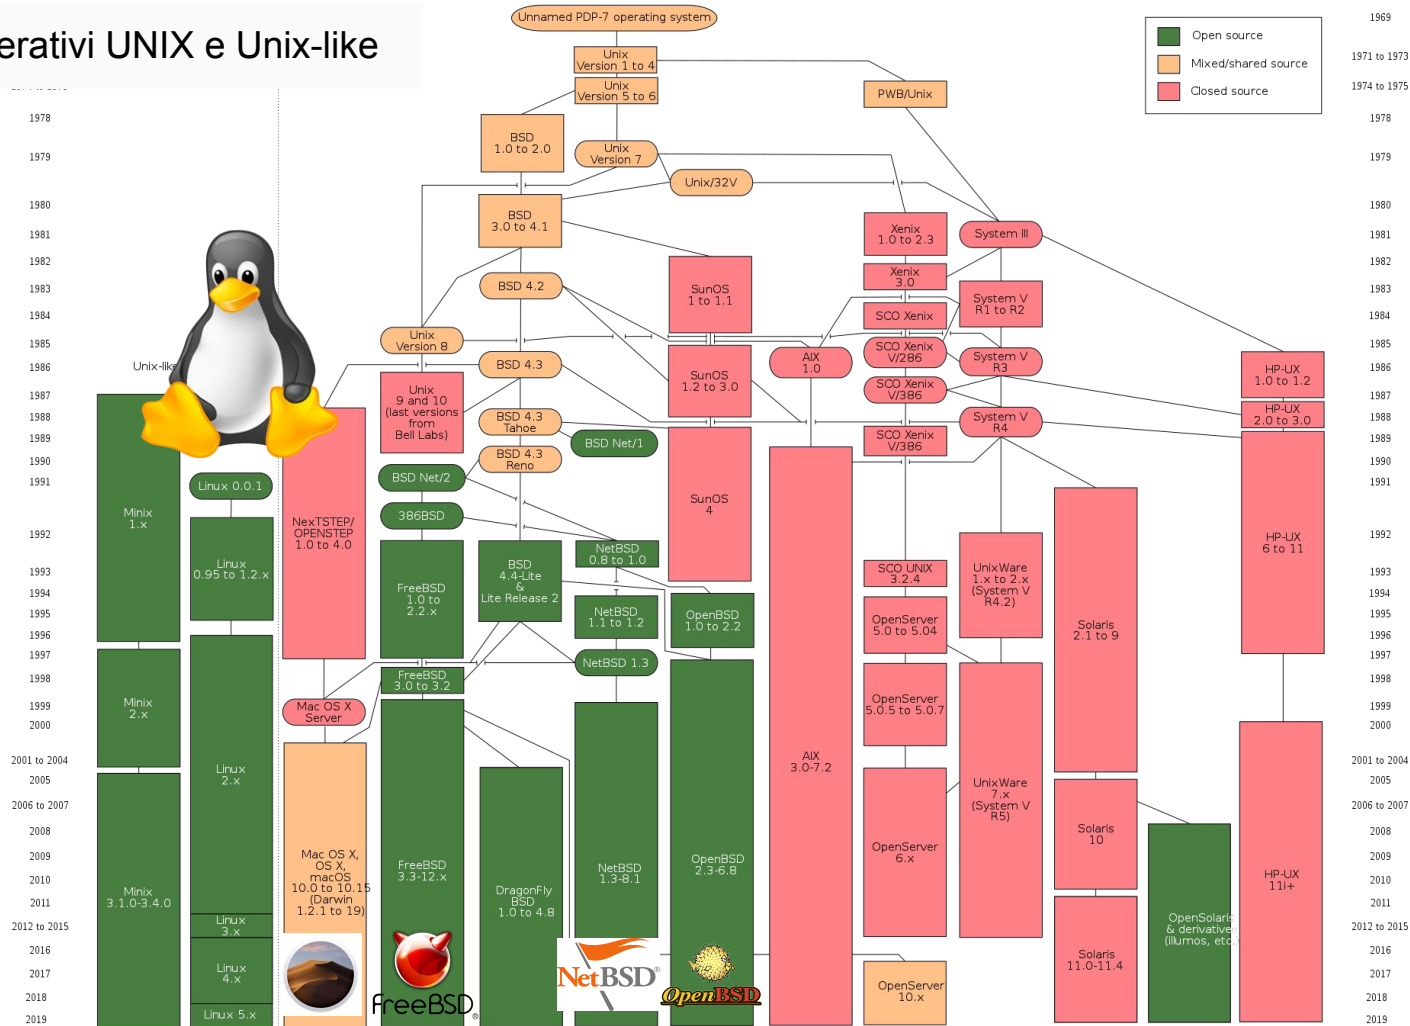 erativi UNIX e Unix-like
Unnamed PDP-7 operating system
Open source
Mixed/shared source
Closed source
1969
1971 to 1973
1974 to 1975
1978
1979
1980
1981
1982
1983
1984
1985
1986
1987
1988
1989
1990
1991
1992
1993
1994
1995
1996
1997
1998
1999
2000
2001 to 2004
2005
2006 to 2007
2008
2009
2010
2011
2012 to 2015
2016
2017
2018
2019
1978
1979
1980
1981
1982
1983
1984
1985
1986
1987
1988
1989
1990
1991
1992
1993
1994
1995
1996
1997
1998
1999
2000
2001 to 2004
2005
2006 to 2007
2008
2009
2010
2011
2012 to 2015
2016
2017
2018
2019
Unix
Version 1 to 4
Unix
Version 5 to 6
PWB/Unix
BSD
1.0 to 2.0
Unix
Version 7
Unix/32V
BSD
3.0 to 4.1
Xenix
1.0 to 2.3
System III
Xenix
3.0
BSD 4.2
SunOS
1 to 1.1
System V
R1 to R2
SCO Xenix
Unix
Version 8
SCO Xenix
V/286
AIX
1.0
System V
R3
BSD 4.3
Unix-like
SunOS
1.2 to 3.0
HP-UX
1.0 to 1.2
Unix
9 and 10
(last versions
from
Bell Labs)
SCO Xenix
V/386
HP-UX
2.0 to 3.0
BSD 4.3
Tahoe
System V
R4
BSD Net/1
SCO Xenix
V/386
BSD 4.3
Reno
BSD Net/2
Linux 0.0.1
SunOS
4
Minix
1.x
386BSD
NexTSTEP/
OPENSTEP
1.0 to 4.0
HP-UX
6 to 11
NetBSD
0.8 to 1.0
Linux
0.95 to 1.2.x
BSD
4.4-Lite
&
Lite Release 2
SCO UNIX
3.2.4
UnixWare
1.x to 2.x
(System V
R4.2)
FreeBSD
1.0 to
2.2.x
NetBSD
1.1 to 1.2
OpenBSD
1.0 to 2.2
OpenServer
5.0 to 5.04
Solaris
2.1 to 9
NetBSD 1.3
FreeBSD
3.0 to 3.2
Minix
2.x
Mac OS X
Server
OpenServer
5.0.5 to 5.0.7
Linux
2.x
AIX
3.0-7.2
UnixWare
7.x
(System V
R5)
Solaris
10
OpenServer
6.x
Mac OS X,
OS X,
macOS
10.0 to 10.15
(Darwin
1.2.1 to 19)
FreeBSD
3.3-12.x
NetBSD
1.3-8.1
OpenBSD
2.3-6.8
HP-UX
11i+
Minix
3.1.0-3.4.0
DragonFly
BSD
1.0 to 4.8
Linux
3.x
OpenSolaris
& derivatives
(illumos, etc.)
Solaris
11.0-11.4
Linux
4.x
OpenServer
10.x
Linux 5.x
FreeBSD®
NetBSD®
OpenBSD